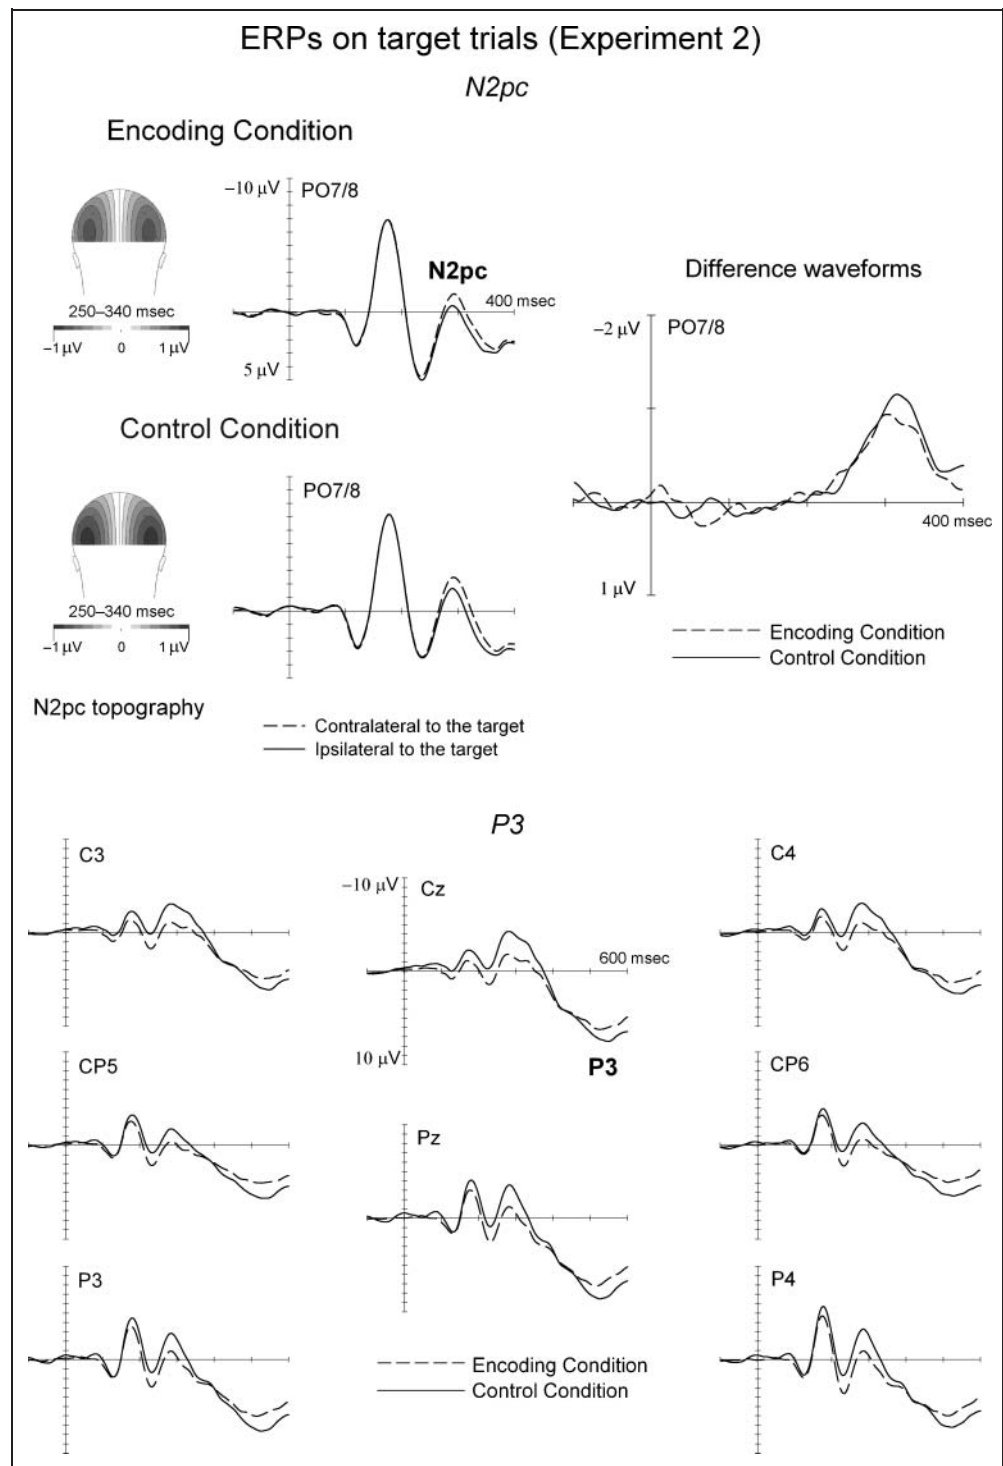 ERPs on target trials (Experiment 2)
N2pc
Encoding Condition
−10 μV
PO7/8
N2pc
400 msec
5 μV
250–340 msec
−1 μV 0 1 μV
Difference waveforms
−2 μV
PO7/8
400 msec
1 μV
Encoding Condition
Control Condition
Control Condition
PO7/8
250–340 msec
−1 μV 0 1 μV
N2pc topography
Contralateral to the target
Ipsilateral to the target
P3
C3
−10 μV
Cz
600 msec
10 μV
P3
C4
CP5
Pz
CP6
P3
P4
Encoding Condition
Control Condition